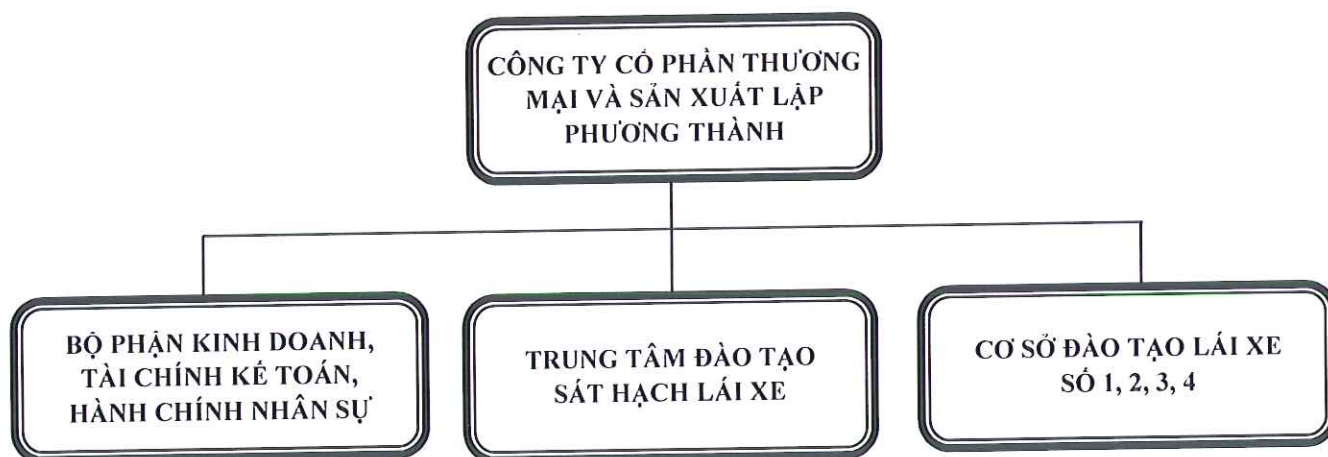 CÔNG TY CỔ PHẦN THƯƠNG
MẠI VÀ SẢN XUẤT LẬP
PHƯƠNG THÀNH
BỘ PHẬN KINH DOANH,
TÀI CHÍNH KẾ TOÁN,
HÀNH CHÍNH NHÂN SỰ
TRUNG TÂM ĐÀO TẠO
SÁT HẠCH LÁI XE
CƠ SỞ ĐÀO TẠO LÁI XE
SỐ 1, 2, 3, 4